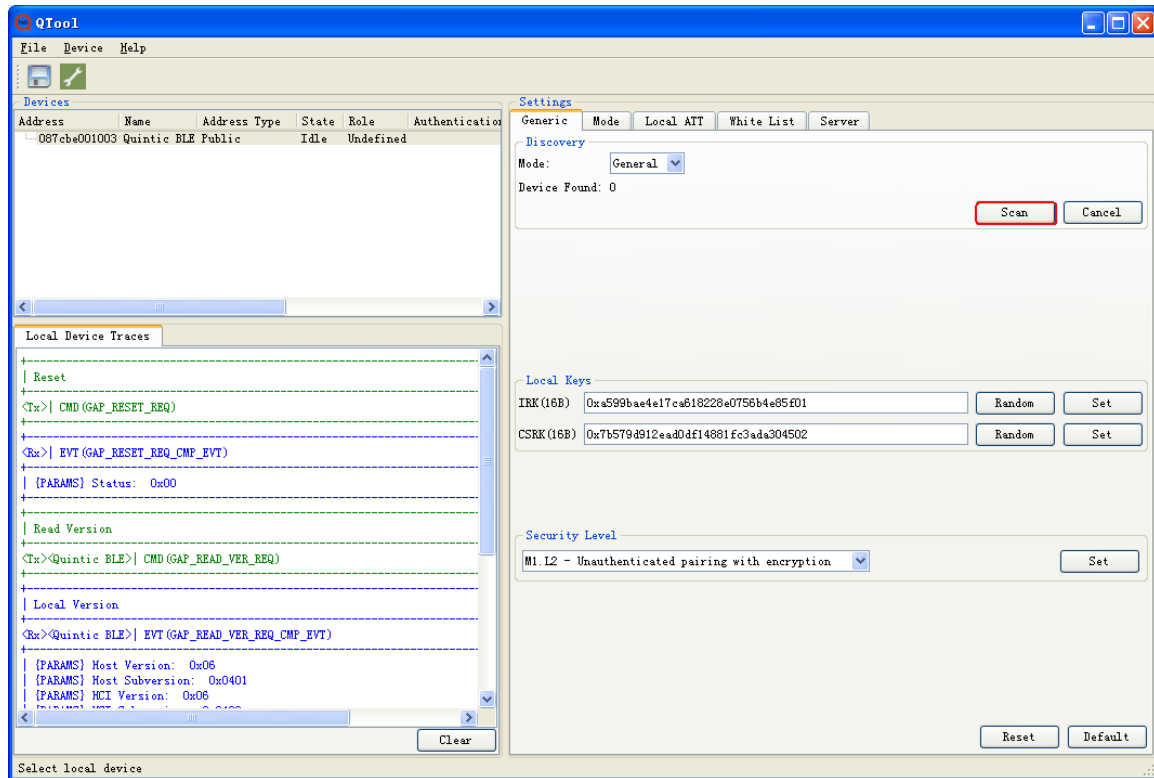 QTool
File Device Help
Devices
Address Name Address Type State Role Authentication
087cbe001003 Quintic BLE Public Idle Undefined
Local Device Traces
| Reset
<Tx>| CMD(GAP_RESET_REQ)
<Rx>| EVT(GAP_RESET_REQ_CMP_EVT)
| {PARAMS} Status: 0x00
| Read Version
<Tx><Quintic BLE>| CMD(GAP_READ_VER_REQ)
| Local Version
<Rx><Quintic BLE>| EVT(GAP_READ_VER_REQ_CMP_EVT)
| {PARAMS} Host Version: 0x06
| {PARAMS} Host Subversion: 0x0401
| {PARAMS} HCI Version: 0x06
Clear
Settings
Generic Mode Local ATT White List Server
Discovery
Mode: General
Device Found: 0
Scan Cancel
Local Keys
IRK(16B) 0xa599bae4e17ca618228e0756b4e85f01 Random Set
CSRK(16B) 0x7b579d912ead0df14881fc3ada304502 Random Set
Security Level
M1.L2 - Unauthenticated pairing with encryption Set
Reset Default
Select local device